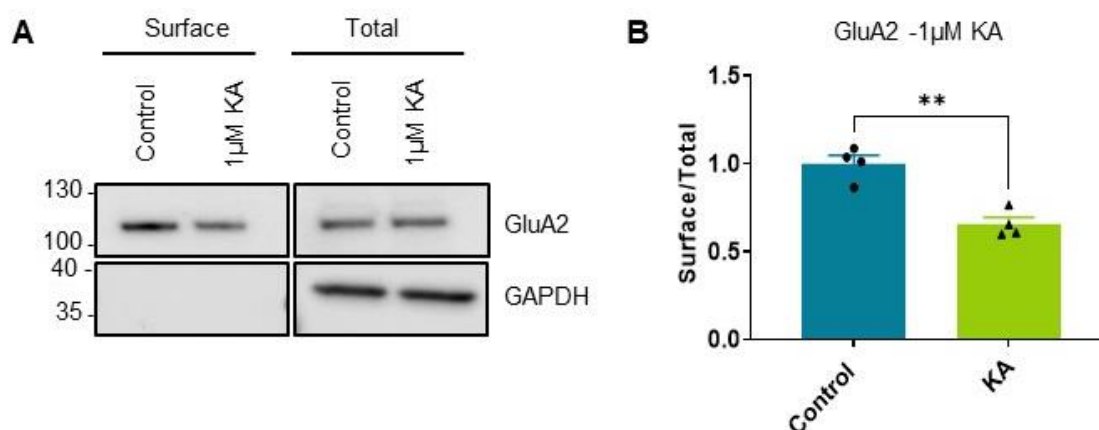 A
Surface Total
Control 1µM KA Control 1µM KA
130 -
100 -
GluA2
40 -
35 -
GAPDH
B
GluA2 -1µM KA
**
Surface/Total
1.5
1.0
0.5
0.0
Control KA